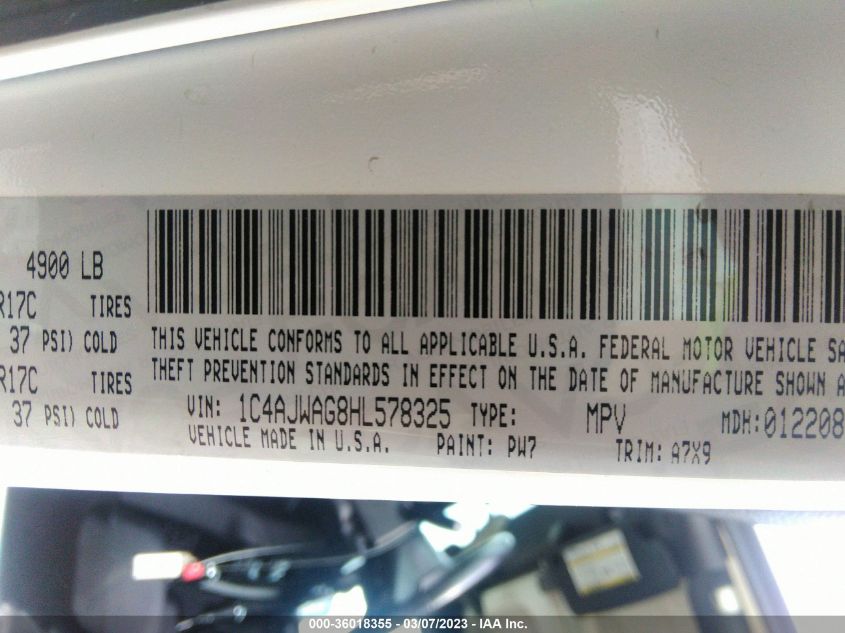 4900 LB
R17C TIRES
37 PSI) COLD
R17C TIRES
37 PSI) COLD
THIS VEHICLE CONFORMS TO ALL APPLICABLE U.S.A. FEDERAL MOTOR VEHICLE SA
THEFT PREVENTION STANDARDS IN EFFECT ON THE DATE OF MANUFACTURE SHOWN A
VIN: 1C4AJWAG8HL578325 TYPE: MPV MDH:012208
VEHICLE MADE IN U.S.A. PAINT: PW7 TRIM: A7X9
000-36018355 - 03/07/2023 - IAA Inc.